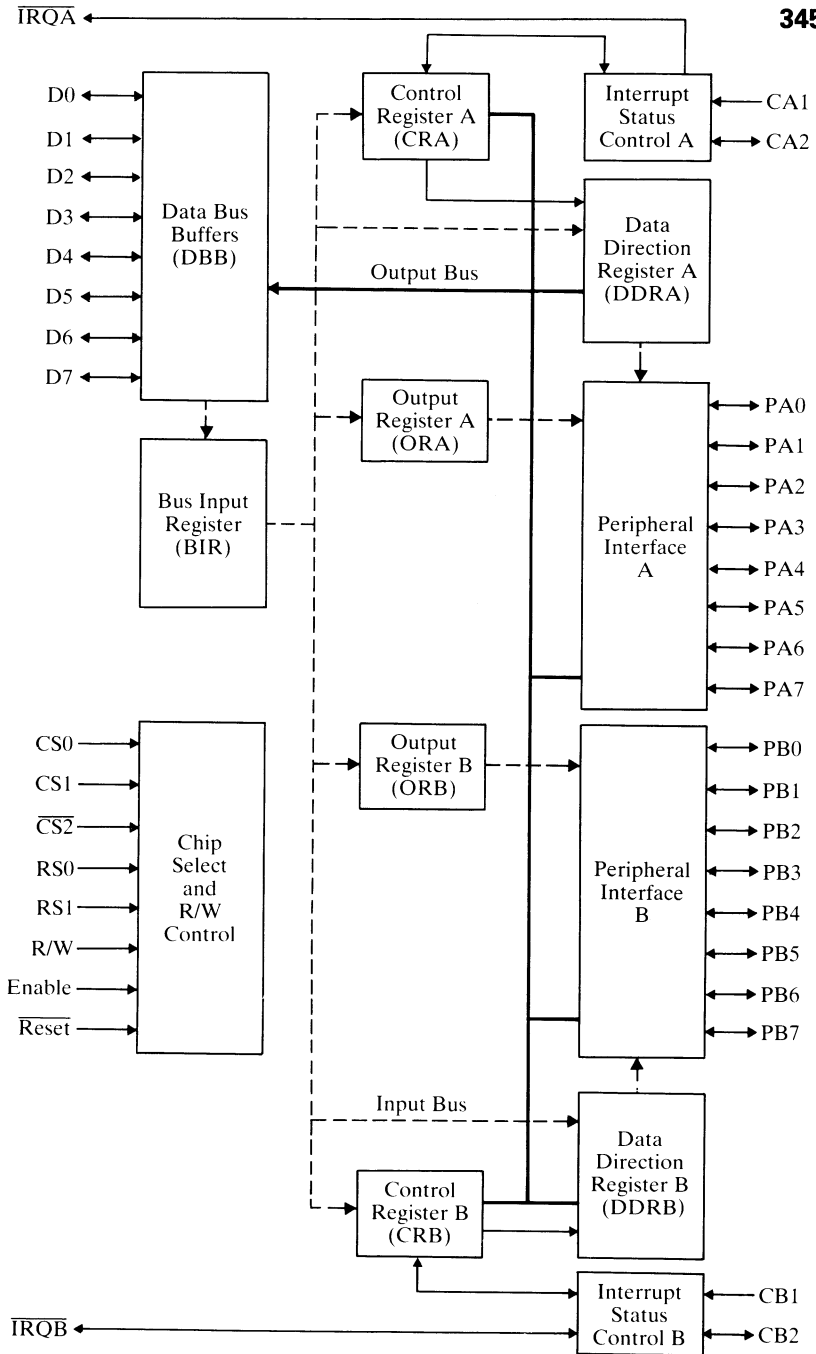 IRQA
345
D0
D1
D2
D3
D4
D5
D6
D7
Data Bus
Buffers
(DBB)
Control
Register A
(CRA)
Interrupt
Status
Control A
CA1
CA2
Data
Direction
Register A
(DDRA)
Output Bus
Output
Register A
(ORA)
Bus Input
Register
(BIR)
Peripheral
Interface
A
PA0
PA1
PA2
PA3
PA4
PA5
PA6
PA7
CS0
CS1
CS2
RS0
RS1
R/W
Enable
Reset
Chip
Select
and
R/W
Control
Output
Register B
(ORB)
Peripheral
Interface
B
PB0
PB1
PB2
PB3
PB4
PB5
PB6
PB7
Input Bus
Data
Direction
Register B
(DDRB)
Control
Register B
(CRB)
Interrupt
Status
Control B
CB1
CB2
IRQB